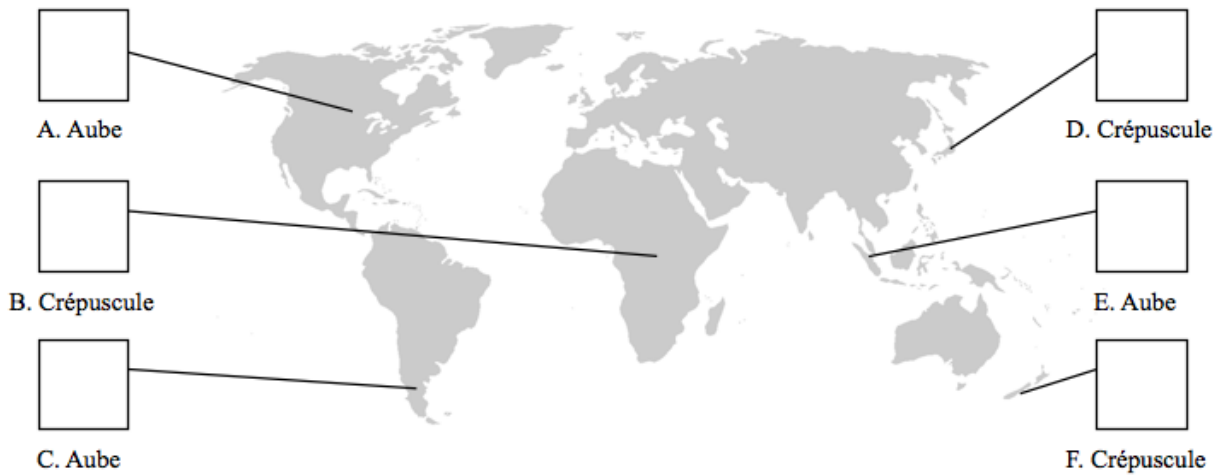 A. Aube
B. Crépuscule
C. Aube
D. Crépuscule
E. Aube
F. Crépuscule